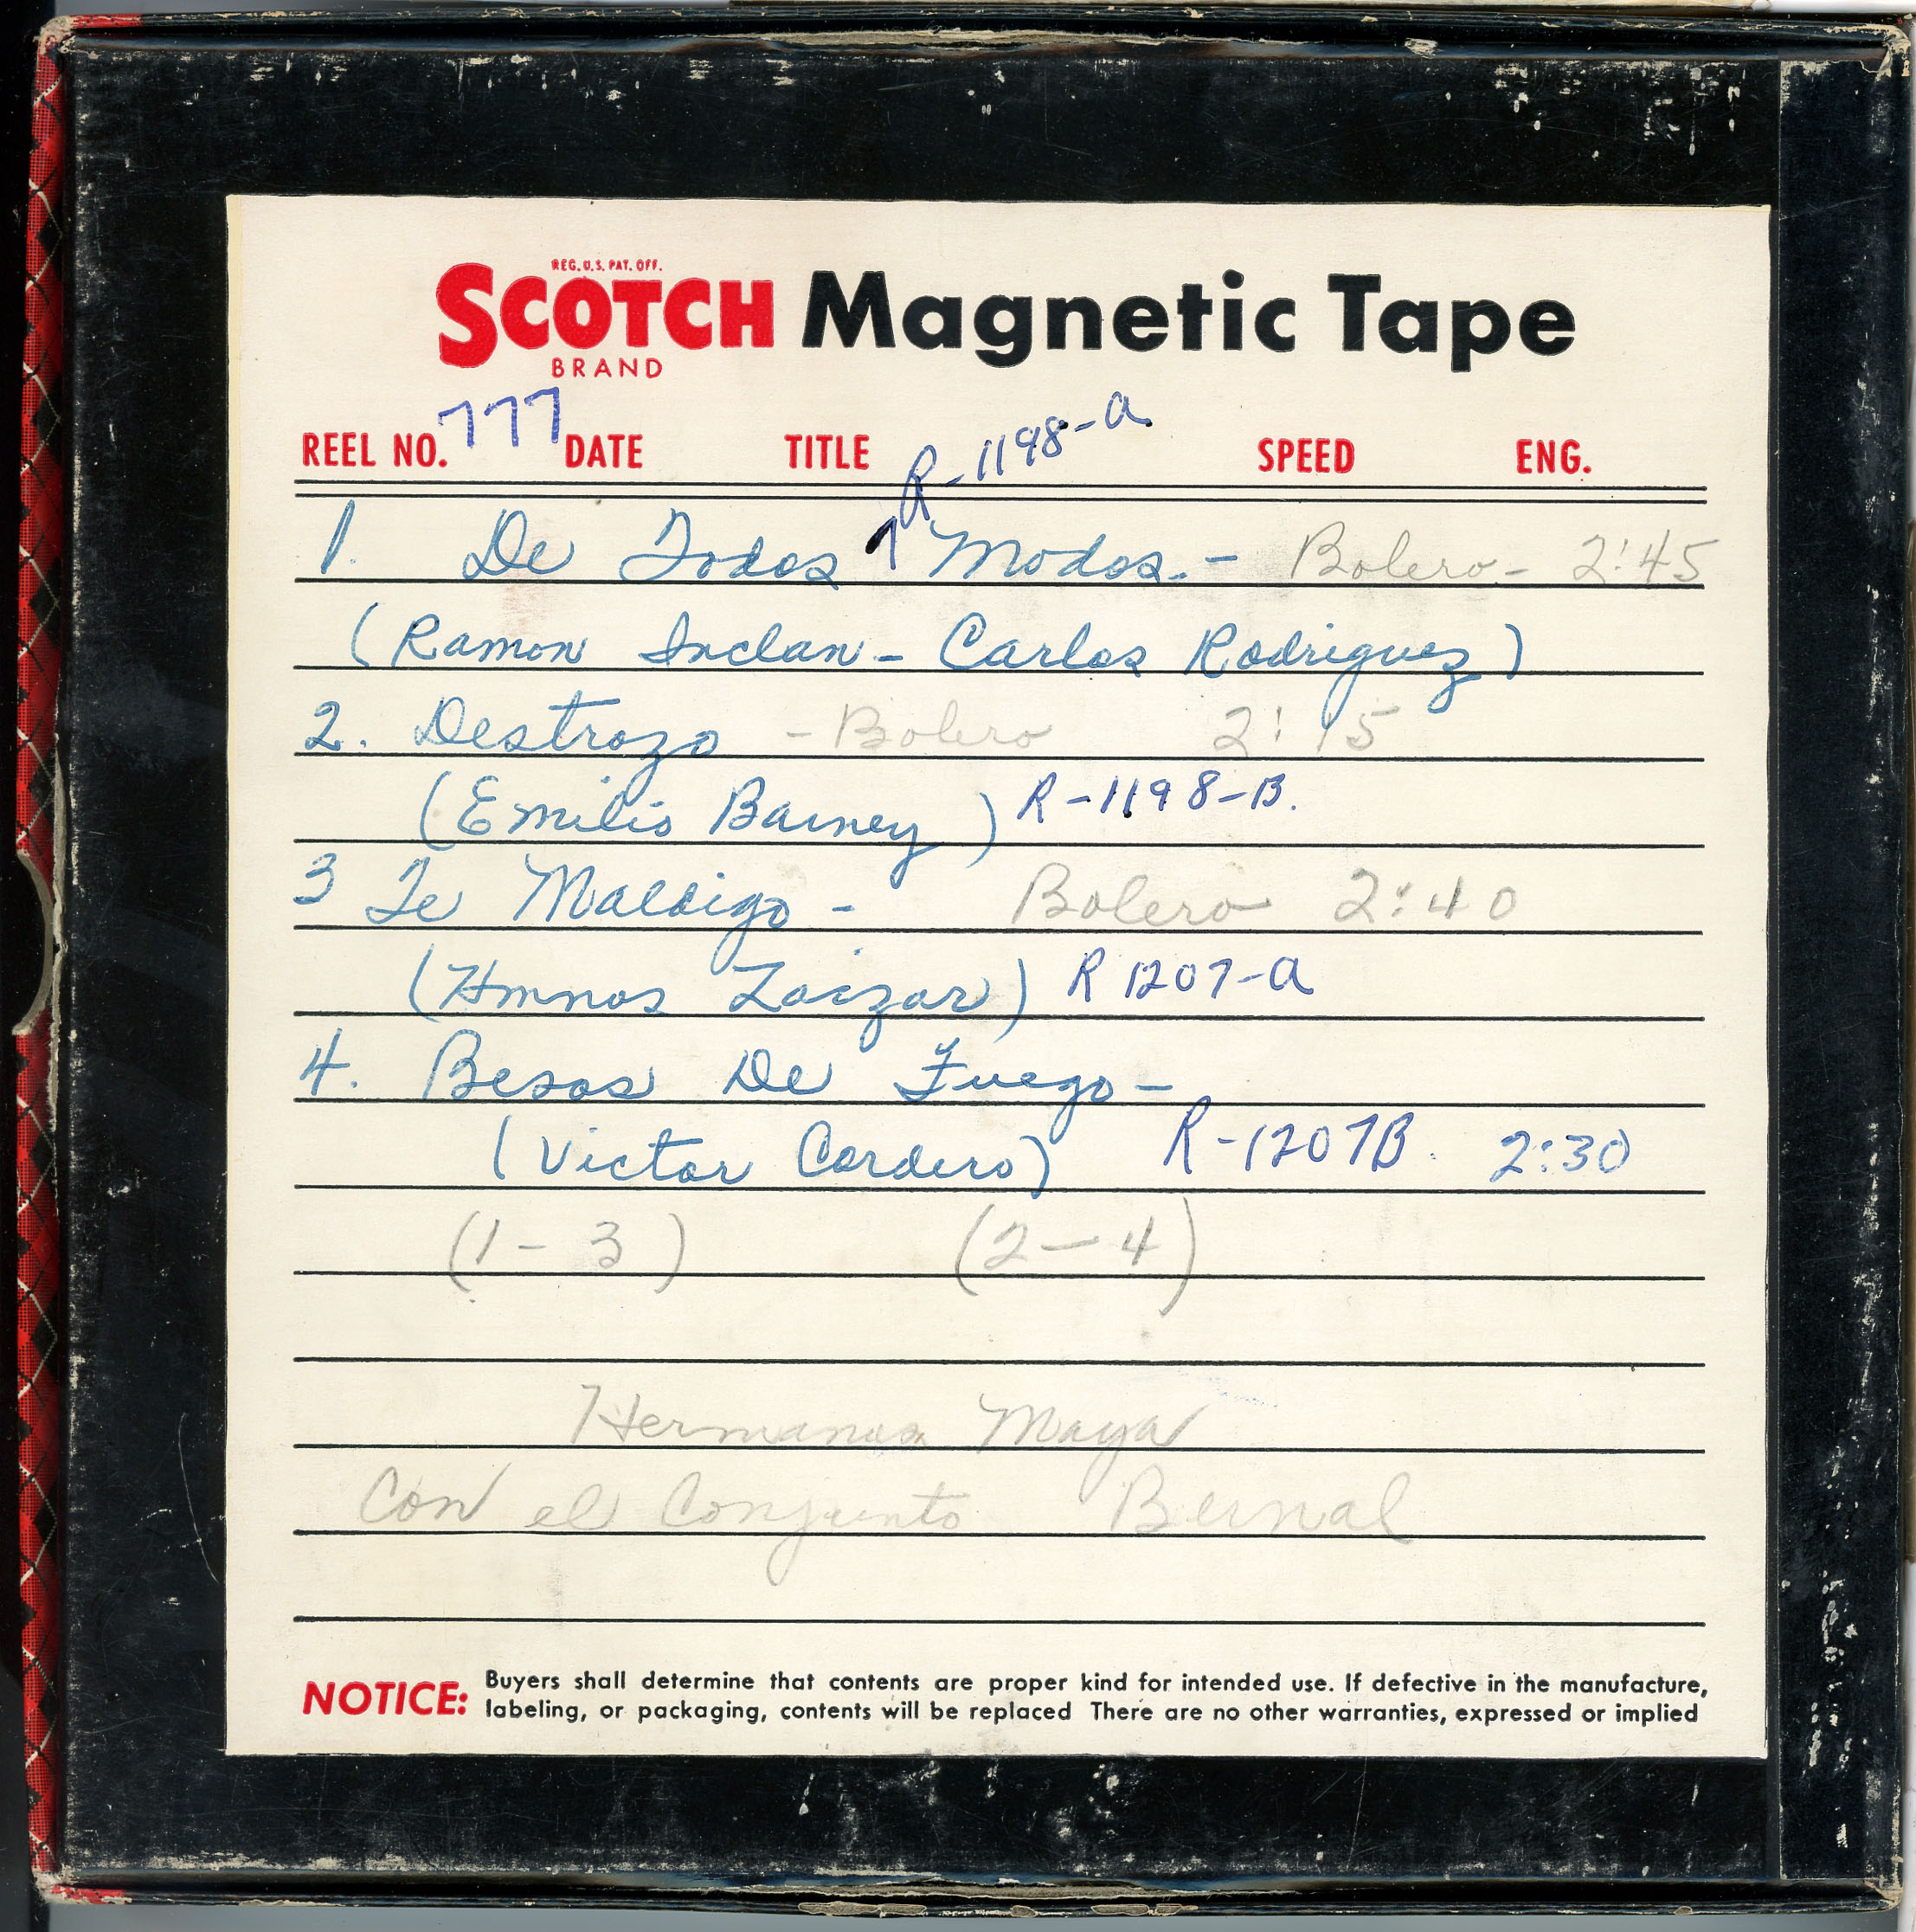 REG. U.S. PAT. OFF.
SCOTCH Magnetic Tape
BRAND
REEL NO. 777 DATE TITLE R-1198-a SPEED ENG.
1. De Todos Modos.- Bolero- 2:45
(Ramon Inclan - Carlos Rodriguez)
2. Destrozo - Bolero 2:15
(Emilio Barney) R-1198-B.
3 Te Maldigo - Bolero 2:40
(Hmnos Zaizar) R 1207-a
4. Besos De Fuego -
(Victor Cordero) R-1207B. 2:30
(1-3) (2-4)
Hermanos Maya
Con el Conjunto Bernal
NOTICE: Buyers shall determine that contents are proper kind for intended use. If defective in the manufacture,
labeling, or packaging, contents will be replaced There are no other warranties, expressed or implied